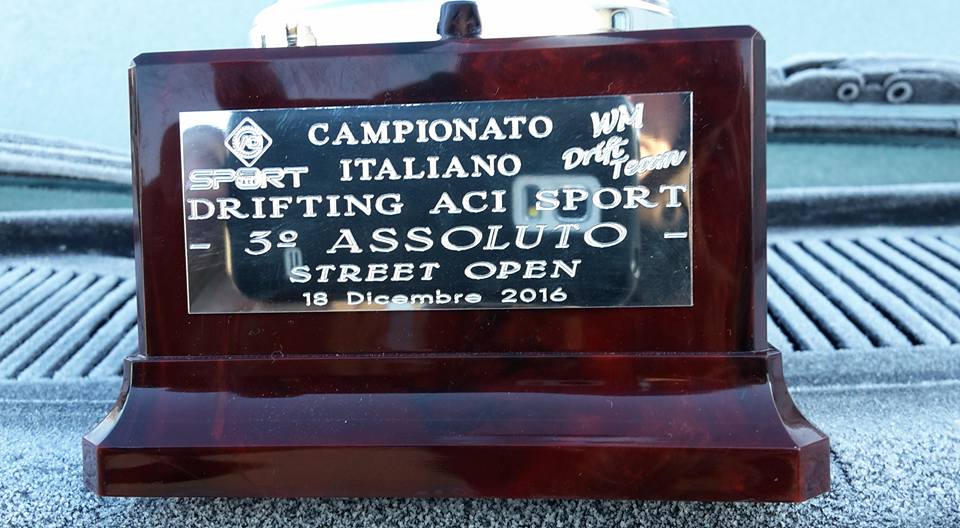 CAMPIONATO
ITALIANO
DRIFTING ACI SPORT
- 3º ASSOLUTO -
STREET OPEN
18 Dicembre 2016
SPORT
WM
Drift
Team